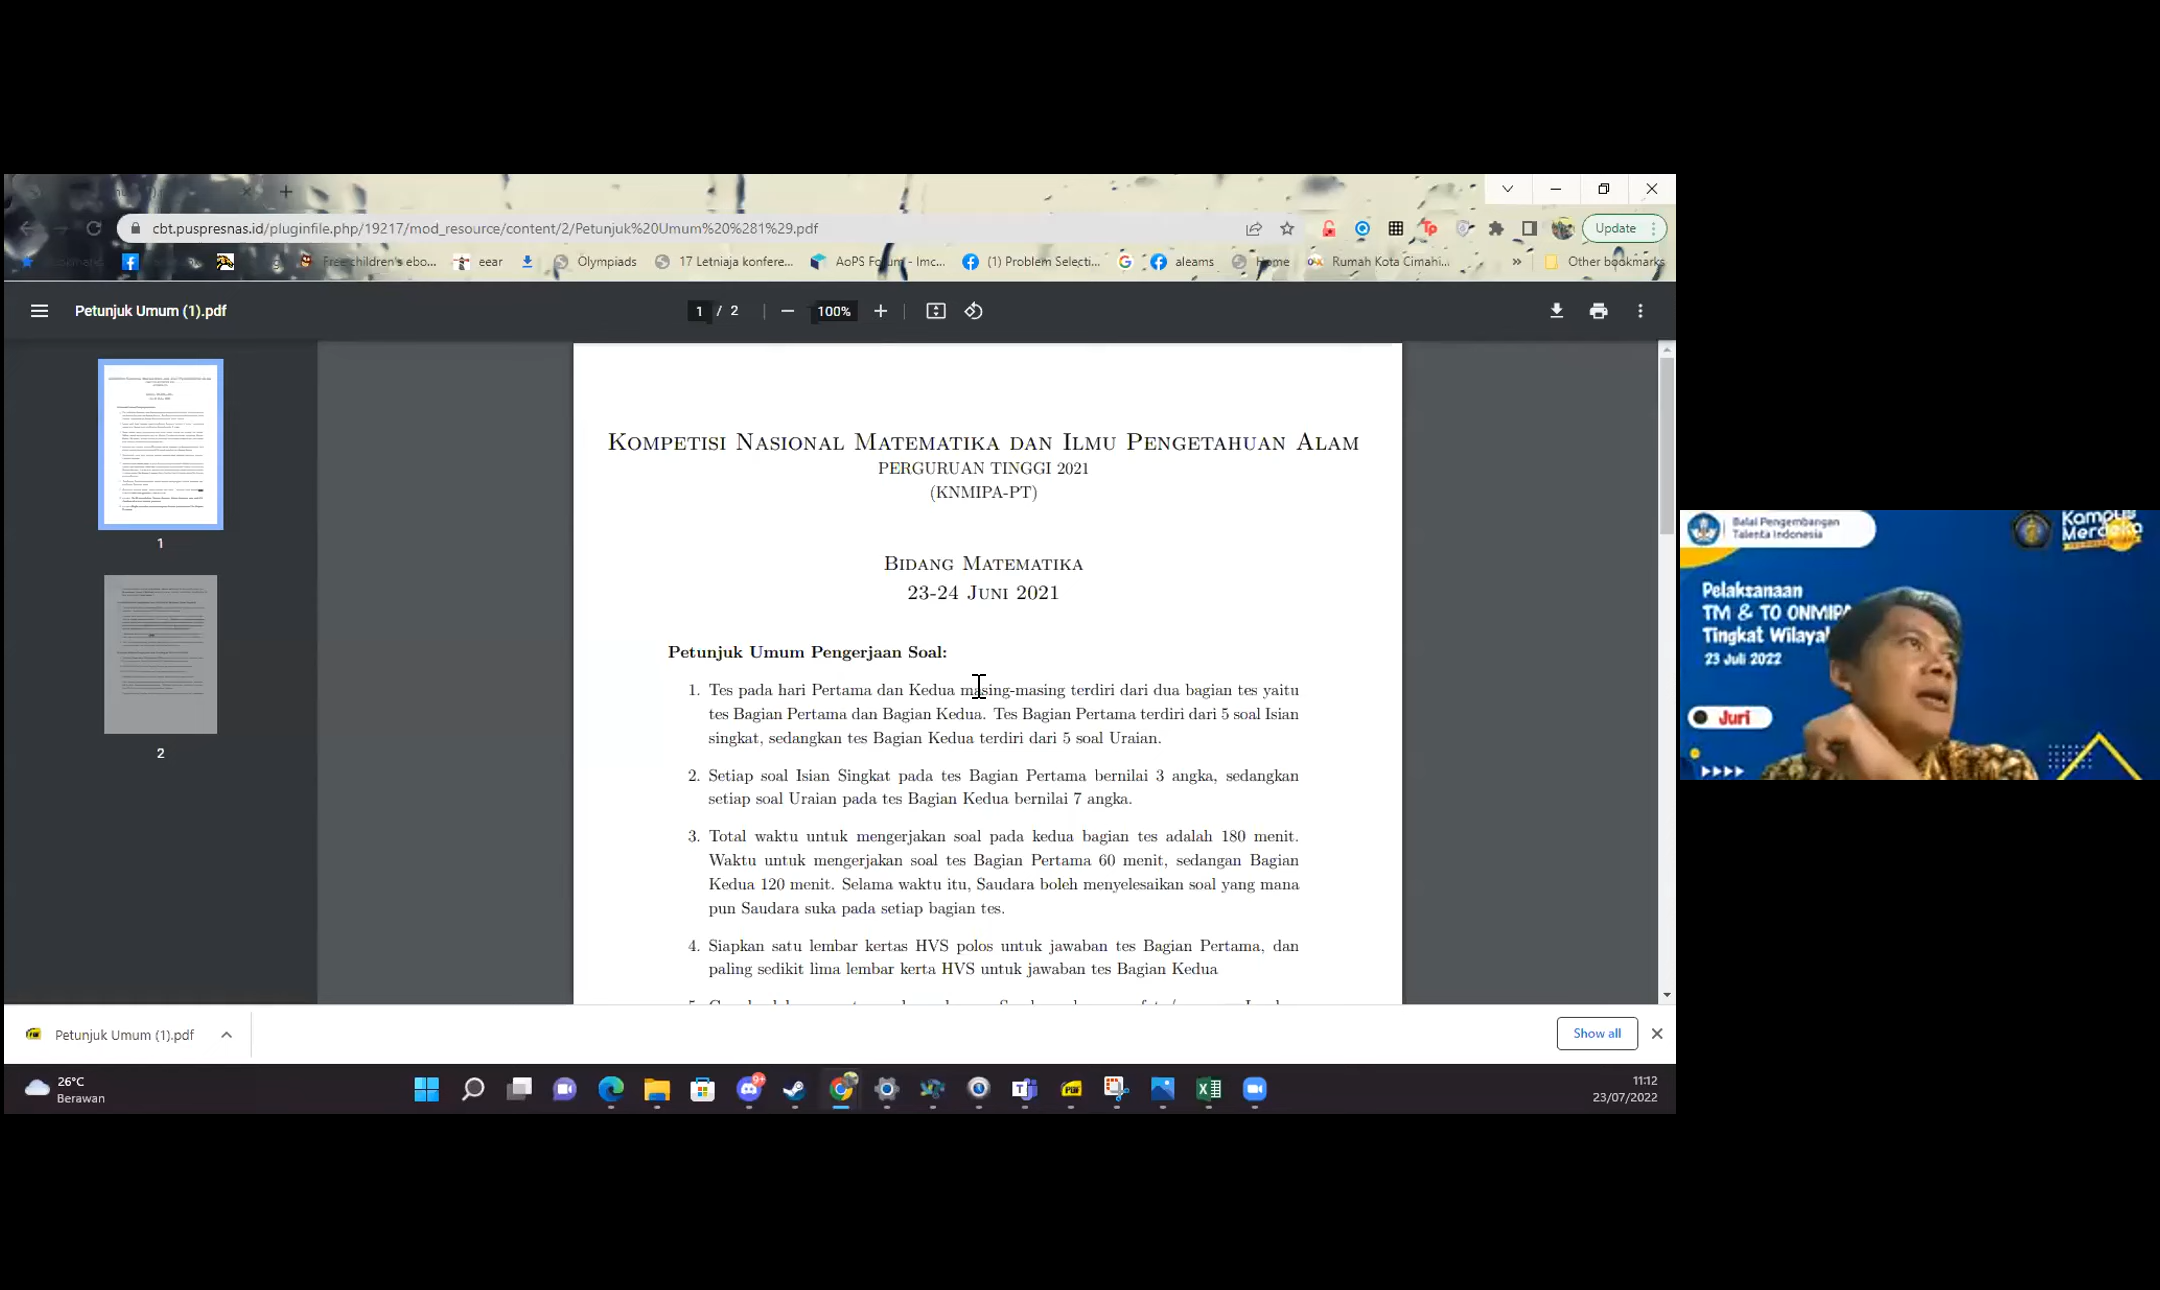 cbt.puspresnas.id/pluginfile.php/19217/mod_resource/content/2/Petunjuk%20Umum%20%281%29.pdf
Update
Free children's ebo...
eear
Olympiads
17 Letniaja konfere...
AoPS Forum - Imc...
(1) Problem Selecti...
aleams
Home
Rumah Kota Cimahi...
»
Other bookmarks
Petunjuk Umum (1).pdf
1 / 2
100%
1
2
KOMPETISI NASIONAL MATEMATIKA DAN ILMU PENGETAHUAN ALAM
PERGURUAN TINGGI 2021
(KNMIPA-PT)
BIDANG MATEMATIKA
23-24 JUNI 2021
Petunjuk Umum Pengerjaan Soal:
1. Tes pada hari Pertama dan Kedua masing-masing terdiri dari dua bagian tes yaitu
tes Bagian Pertama dan Bagian Kedua. Tes Bagian Pertama terdiri dari 5 soal Isian
singkat, sedangkan tes Bagian Kedua terdiri dari 5 soal Uraian.
2. Setiap soal Isian Singkat pada tes Bagian Pertama bernilai 3 angka, sedangkan
setiap soal Uraian pada tes Bagian Kedua bernilai 7 angka.
3. Total waktu untuk mengerjakan soal pada kedua bagian tes adalah 180 menit.
Waktu untuk mengerjakan soal tes Bagian Pertama 60 menit, sedangan Bagian
Kedua 120 menit. Selama waktu itu, Saudara boleh menyelesaikan soal yang mana
pun Saudara suka pada setiap bagian tes.
4. Siapkan satu lembar kertas HVS polos untuk jawaban tes Bagian Pertama, dan
paling sedikit lima lembar kerta HVS untuk jawaban tes Bagian Kedua
Petunjuk Umum (1).pdf
Show all
26°C
Berawan
11:12
23/07/2022
Balai Pengembangan
Talenta Indonesia
Kampus
Merdeka
Pelaksanaan
TM & TO ONMIPA
Tingkat Wilayah
23 Juli 2022
Juri